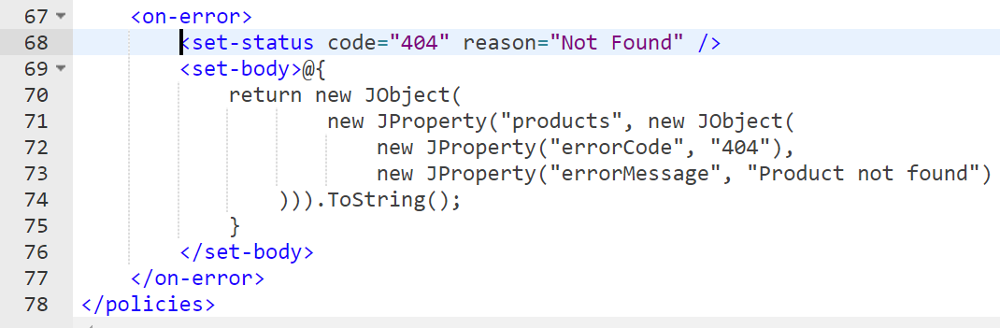 67 <on-error>
68 <set-status code="404" reason="Not Found" />
69 <set-body>@{
70 return new JObject(
71 new JProperty("products", new JObject(
72 new JProperty("errorCode", "404"),
73 new JProperty("errorMessage", "Product not found")
74 ))).ToString();
75 }
76 </set-body>
77 </on-error>
78 </policies>